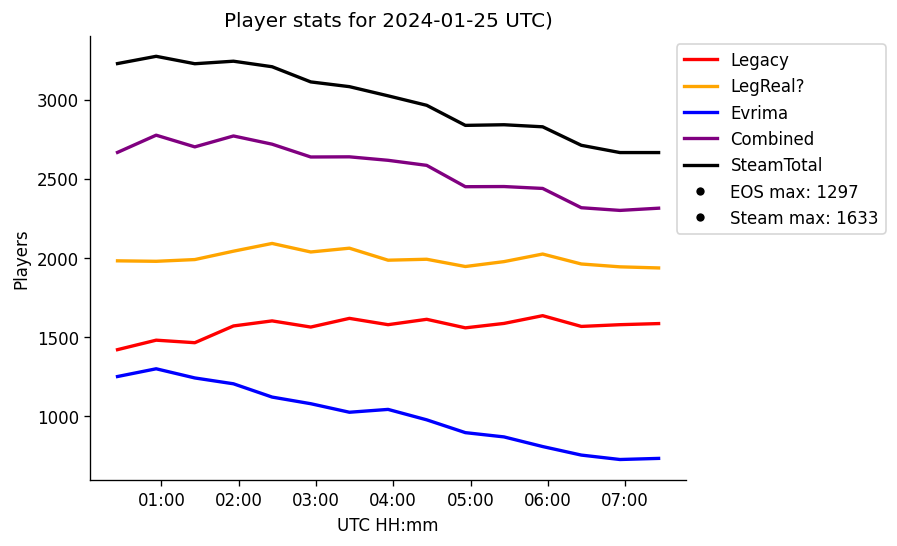 Player stats for 2024-01-25 UTC)
Legacy
LegReal?
Evrima
Combined
SteamTotal
EOS max: 1297
Steam max: 1633
Players
3000
2500
2000
1500
1000
01:00 02:00 03:00 04:00 05:00 06:00 07:00
UTC HH:mm